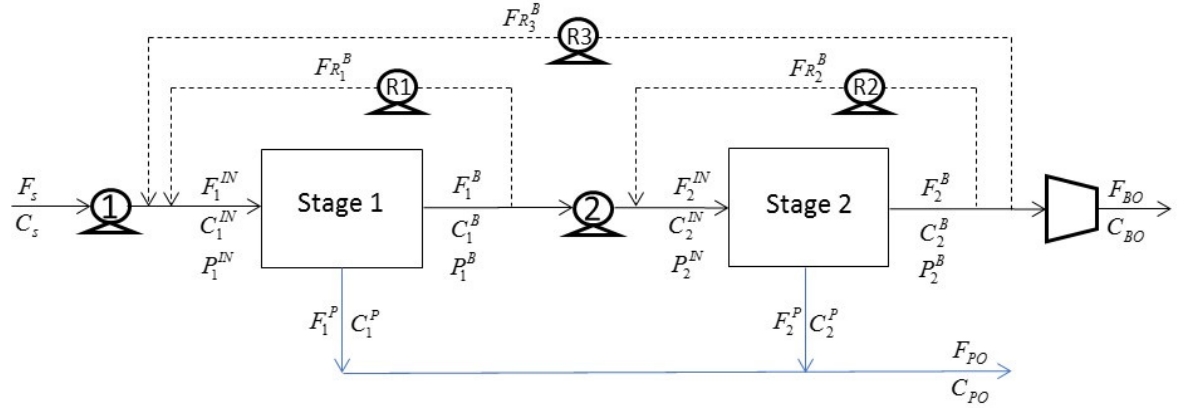 F_{R_3}^B
R3
F_{R_1}^B
R1
F_{R_2}^B
R2
F_s
C_s
1
F_1^{IN}
C_1^{IN}
P_1^{IN}
Stage 1
F_1^B
C_1^B
P_1^B
2
F_2^{IN}
C_2^{IN}
P_2^{IN}
Stage 2
F_2^B
C_2^B
P_2^B
F_{BO}
C_{BO}
F_1^P C_1^P
F_2^P C_2^P
F_{PO}
C_{PO}